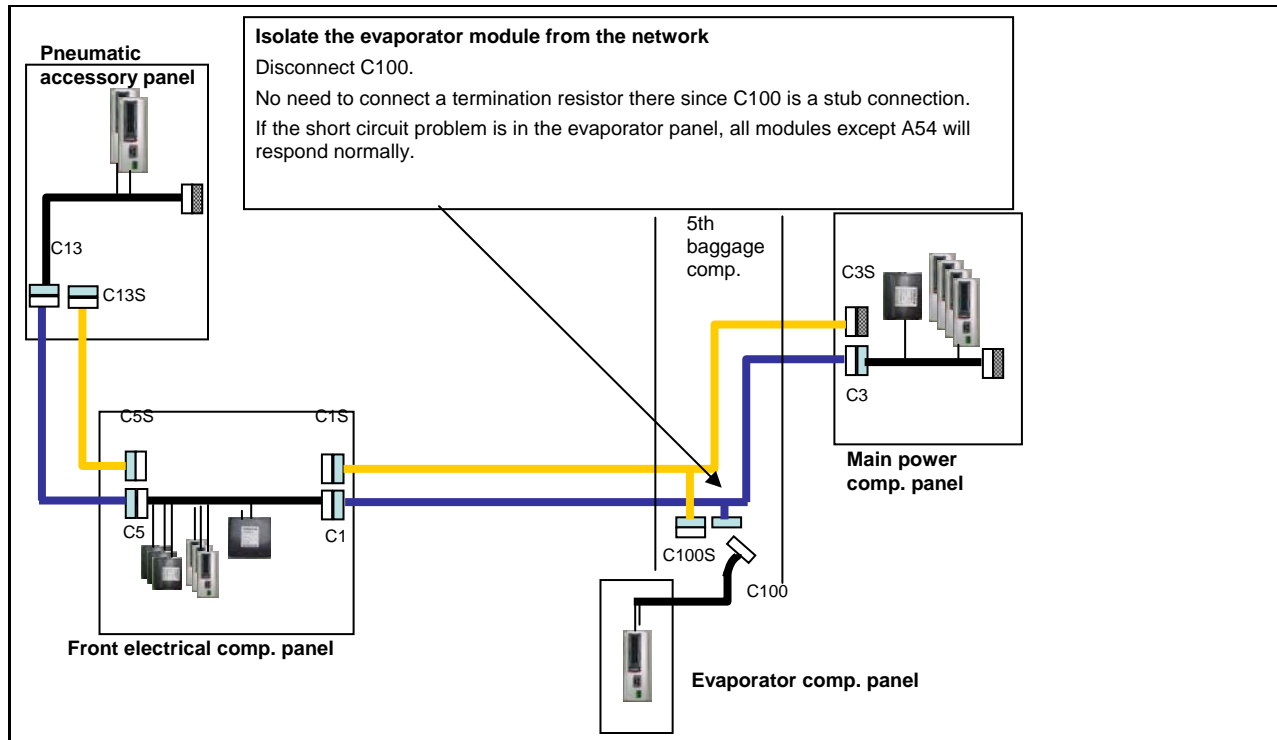 Isolate the evaporator module from the network
Disconnect C100.
No need to connect a termination resistor there since C100 is a stub connection.
If the short circuit problem is in the evaporator panel, all modules except A54 will
respond normally.
Pneumatic
accessory panel
C13
C13S
5th
baggage
comp.
C3S
C3
Main power
comp. panel
C5S
C1S
C5
C1
C100S
C100
Front electrical comp. panel
Evaporator comp. panel